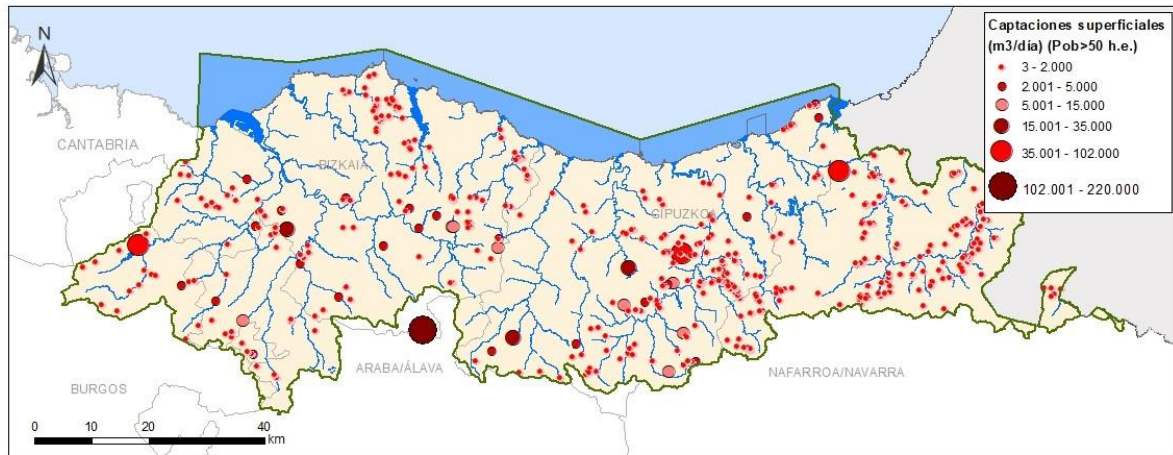 N
Captaciones superficiales
(m3/día) (Pob>50 h.e.)
3 - 2.000
2.001 - 5.000
5.001 - 15.000
15.001 - 35.000
35.001 - 102.000
102.001 - 220.000
CANTABRIA
BIZKAIA
GIPUZKOA
ARABA/ÁLAVA
NAFARROA/NAVARRA
BURGOS
0 10 20 40
km